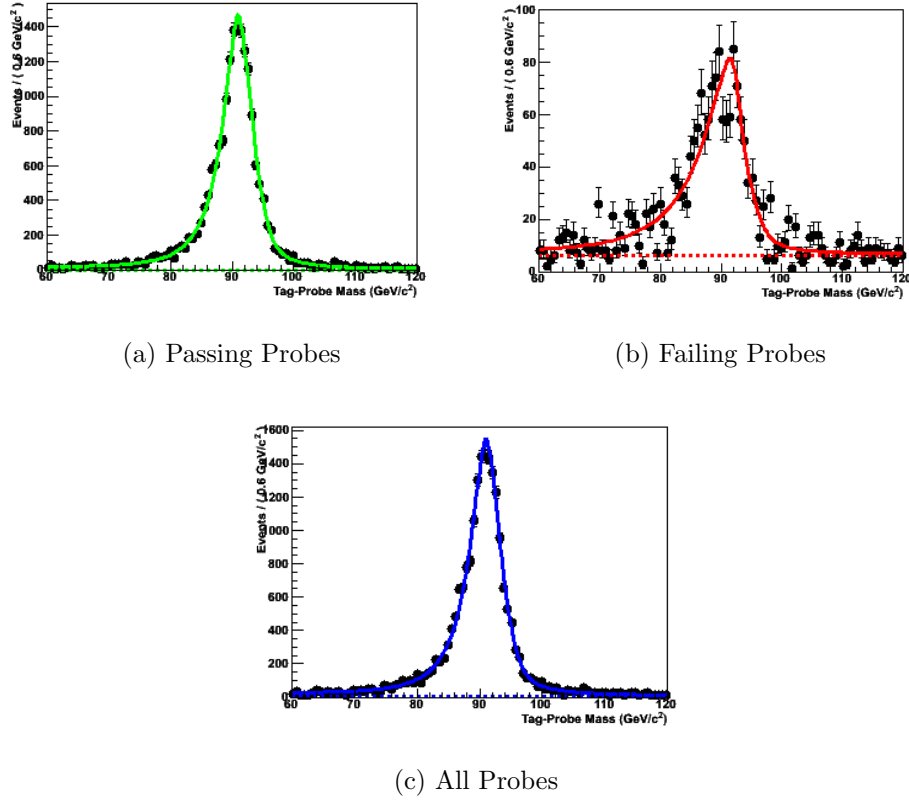 Events / ( 0.6 GeV/c² )
1400
1200
1000
800
600
400
200
0
60 70 80 90 100 110 120
Tag-Probe Mass (GeV/c²)
(a) Passing Probes
Events / ( 0.6 GeV/c² )
100
80
60
40
20
0
60 70 80 90 100 110 120
Tag-Probe Mass (GeV/c²)
(b) Failing Probes
Events / ( 0.6 GeV/c² )
1600
1400
1200
1000
800
600
400
200
0
60 70 80 90 100 110 120
Tag-Probe Mass (GeV/c²)
(c) All Probes